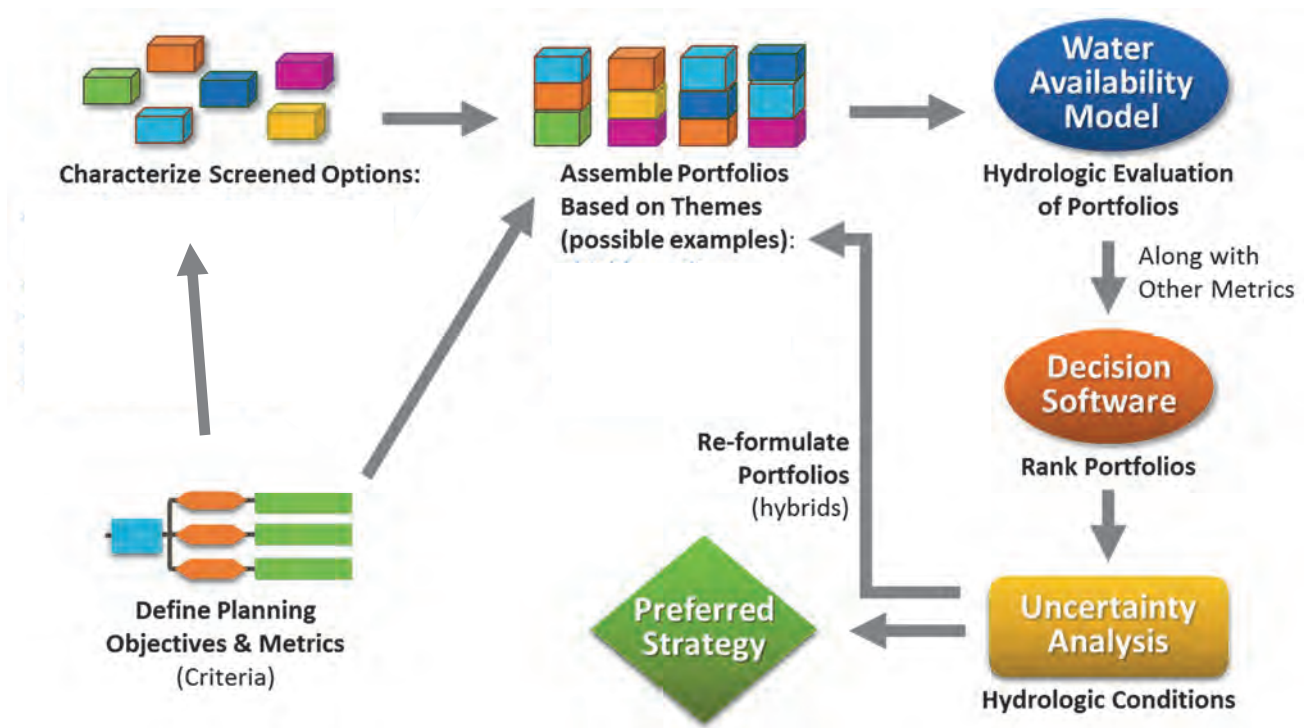 Characterize Screened Options:
Assemble Portfolios
Based on Themes
(possible examples):
Water
Availability
Model
Hydrologic Evaluation
of Portfolios
Along with
Other Metrics
Decision
Software
Rank Portfolios
Re-formulate
Portfolios
(hybrids)
Define Planning
Objectives & Metrics
(Criteria)
Preferred
Strategy
Uncertainty
Analysis
Hydrologic Conditions